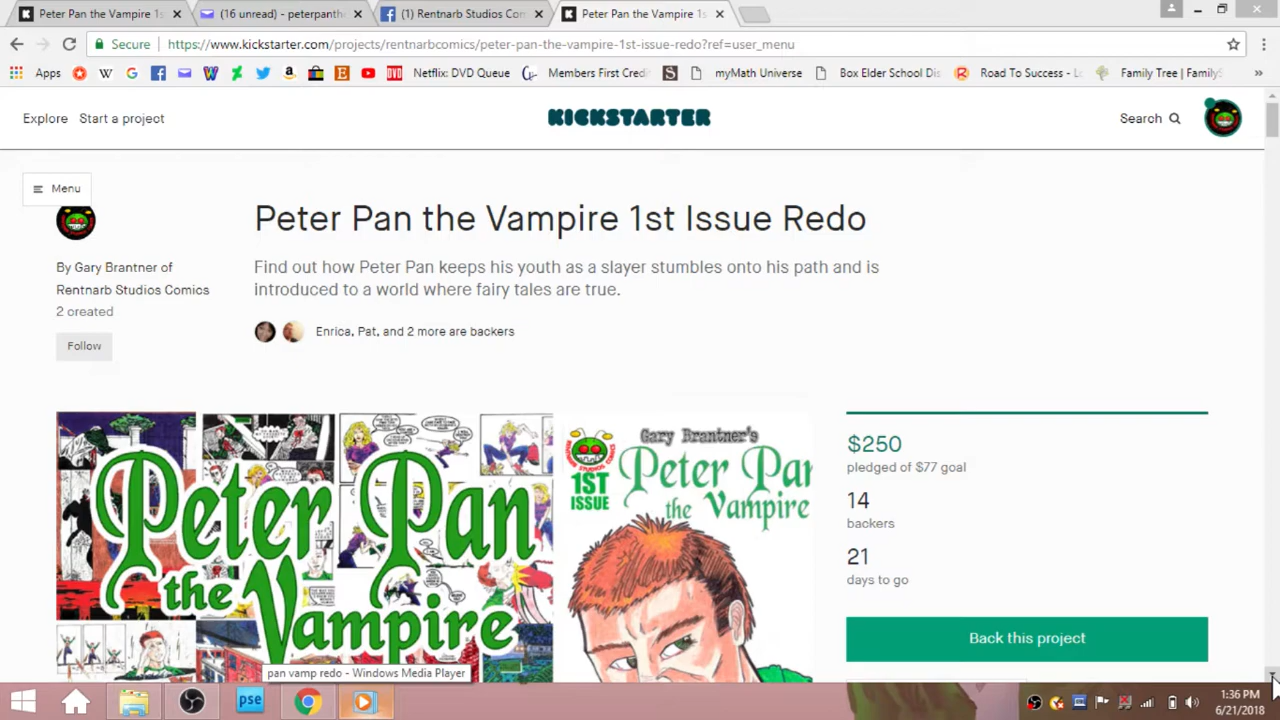 Peter Pan the Vampire 1s
(16 unread) - peterpanth
(1) Rentnarb Studios Com
Peter Pan the Vampire 1s
Secure
https://www.kickstarter.com/projects/rentnarbcomics/peter-pan-the-vampire-1st-issue-redo?ref=user_menu
Apps
Netflix: DVD Queue
Members First Credi
myMath Universe
Box Elder School Dis
Road To Success - Lo
Family Tree | FamilyS
Explore
Start a project
KICKSTARTER
Search
Menu
Peter Pan the Vampire 1st Issue Redo
By Gary Brantner of
Rentnarb Studios Comics
2 created
Follow
Find out how Peter Pan keeps his youth as a slayer stumbles onto his path and is
introduced to a world where fairy tales are true.
Enrica, Pat, and 2 more are backers
Peter Pan
the Vampire
1ST
ISSUE
Gary Brantner's
Peter Pan
the Vampire
$250
pledged of $77 goal
14
backers
21
days to go
Back this project
pan vamp redo - Windows Media Player
pse
1:36 PM
6/21/2018